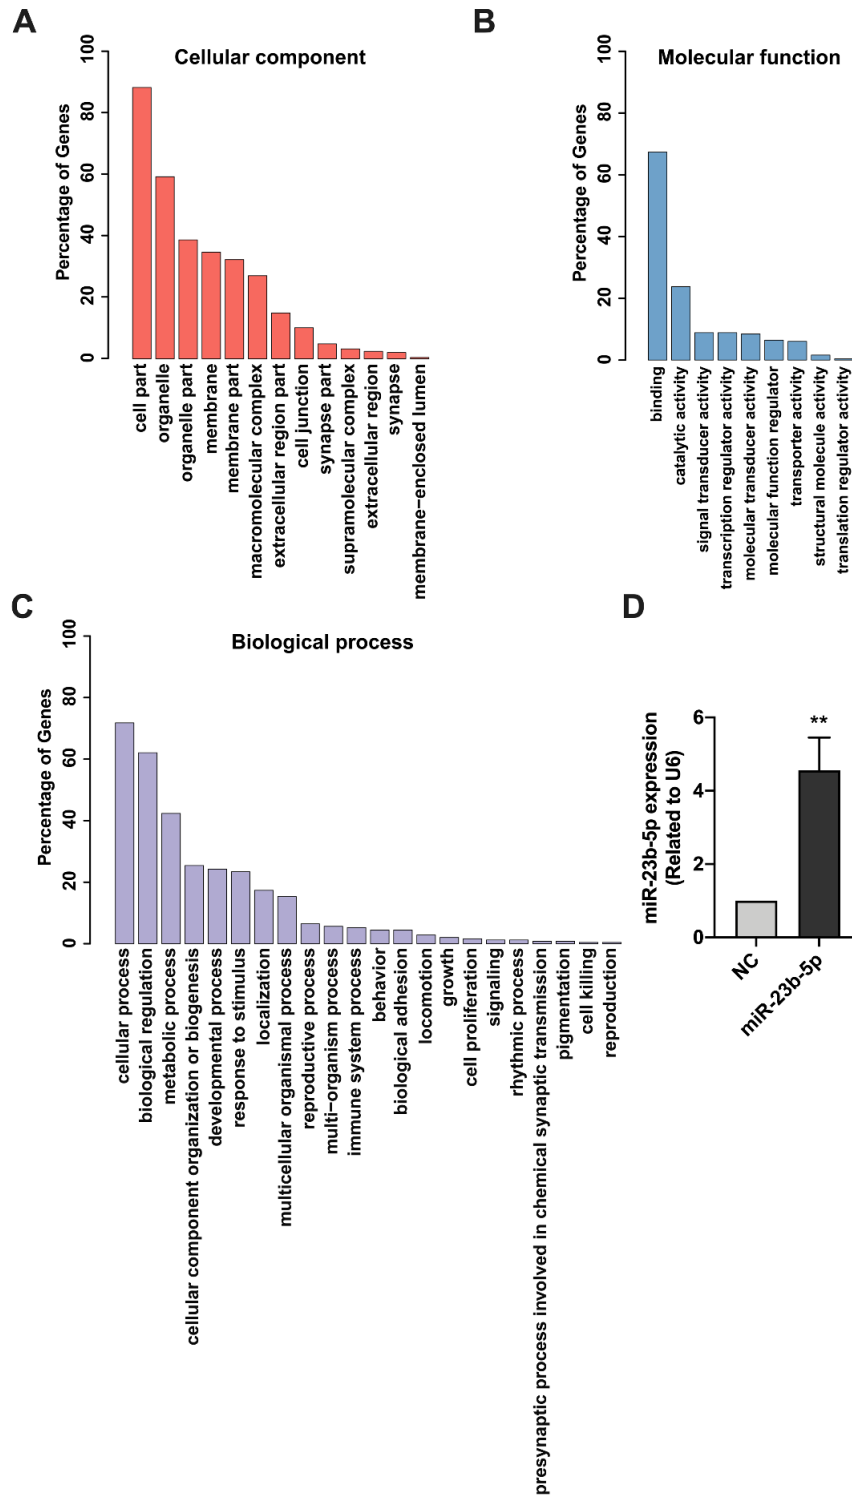 A
Cellular component
Percentage of Genes
100
80
60
40
20
0
cell part
organelle
organelle part
membrane
membrane part
macromolecular complex
extracellular region part
cell junction
synapse part
supramolecular complex
extracellular region
synapse
membrane−enclosed lumen
B
Molecular function
Percentage of Genes
100
80
60
40
20
0
binding
catalytic activity
signal transducer activity
transcription regulator activity
molecular transducer activity
molecular function regulator
transporter activity
structural molecule activity
translation regulator activity
C
Biological process
Percentage of Genes
100
80
60
40
20
0
cellular process
biological regulation
metabolic process
cellular component organization or biogenesis
developmental process
response to stimulus
localization
multicellular organismal process
reproductive process
multi−organism process
immune system process
behavior
biological adhesion
locomotion
growth
cell proliferation
signaling
rhythmic process
presynaptic process involved in chemical synaptic transmission
pigmentation
cell killing
reproduction
D
miR-23b-5p expression
(Related to U6)
6
4
2
0
**
NC
miR-23b-5p